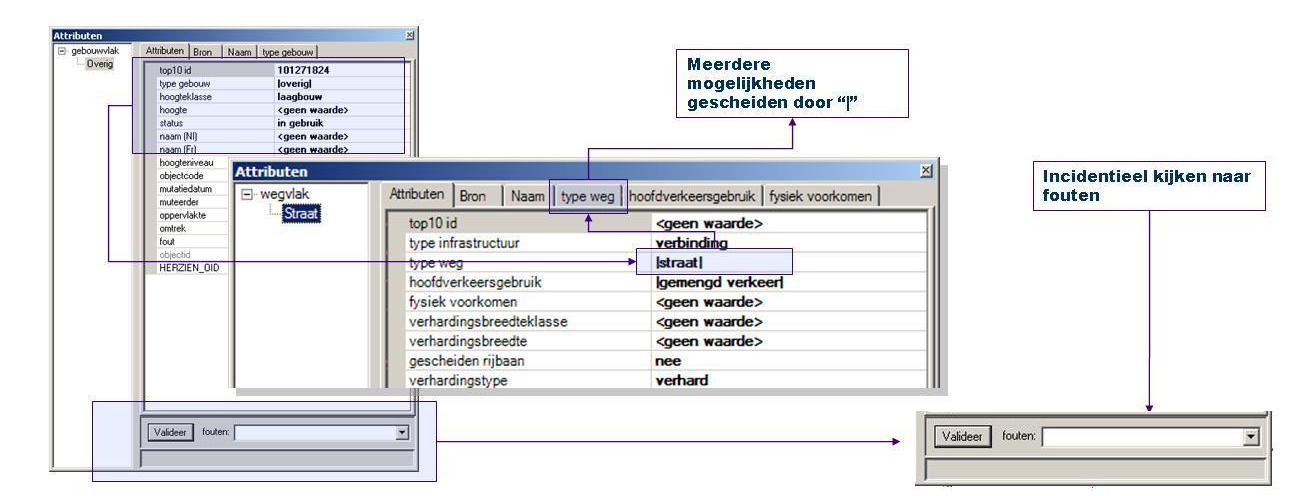 Attributen
gebouwvlak
Overig
Attributen Bron Naam type gebouw
top10 id 101271824
type gebouw |overig|
hoogteklasse laagbouw
hoogte <geen waarde>
status in gebruik
naam (Nl) <geen waarde>
naam (Fr) <geen waarde>
hoogteniveau
objectcode
mutatiedatum
muteerder
oppervlakte
omtrek
fout
objectid
HERZIEN_OID
Valideer fouten:
Attributen
wegvlak
Straat
Attributen Bron Naam type weg hoofdverkeersgebruik fysiek voorkomen
top10 id <geen waarde>
type infrastructuur verbinding
type weg |straat|
hoofdverkeersgebruik |gemengd verkeer|
fysiek voorkomen <geen waarde>
verhardingsbreedteklasse <geen waarde>
verhardingsbreedte <geen waarde>
gescheiden rijbaan nee
verhardingstype verhard
Meerdere
mogelijkheden
gescheiden door “|”
Incidentieel kijken naar
fouten
Valideer fouten: